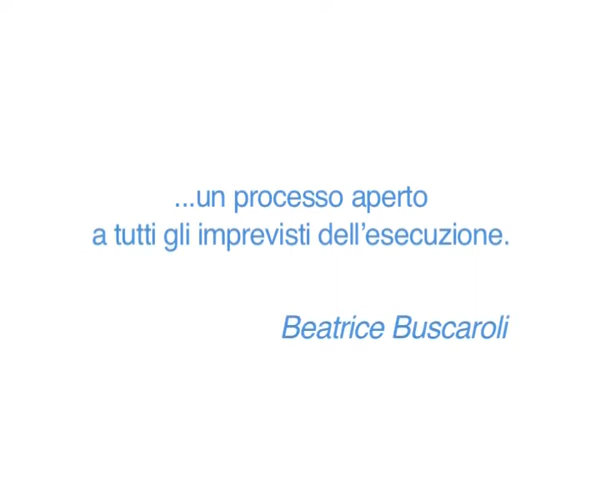 ...un processo aperto
a tutti gli imprevisti dell’esecuzione.
Beatrice Buscaroli